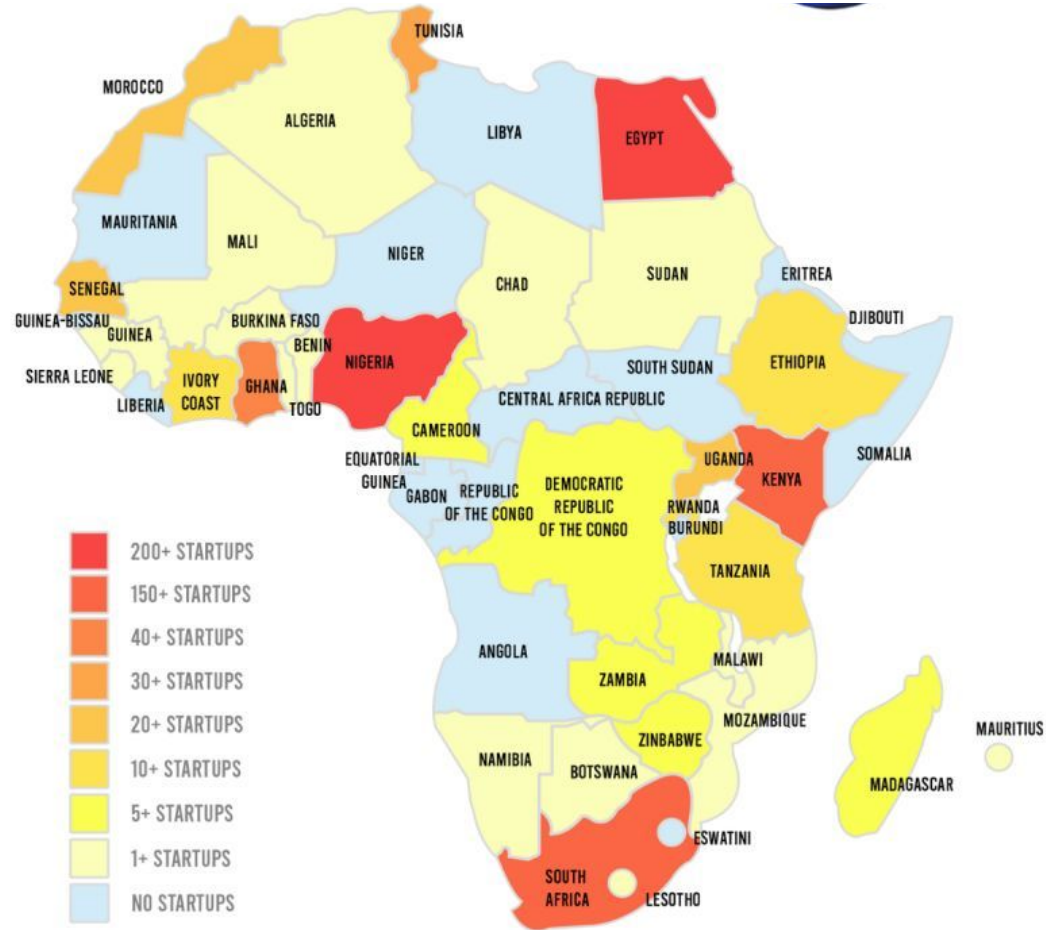 TUNISIA
MOROCCO
ALGERIA
LIBYA
EGYPT
MAURITANIA
MALI
NIGER
CHAD
SUDAN
ERITREA
SENEGAL
GUINEA-BISSAU
GUINEA
BURKINA FASO
BENIN
NIGERIA
DJIBOUTI
SIERRA LEONE
IVORY
COAST
GHANA
LIBERIA
TOGO
SOUTH SUDAN
ETHIOPIA
CENTRAL AFRICA REPUBLIC
CAMEROON
SOMALIA
EQUATORIAL
GUINEA
GABON
REPUBLIC
OF THE CONGO
DEMOCRATIC
REPUBLIC
OF THE CONGO
UGANDA
KENYA
RWANDA
BURUNDI
TANZANIA
ANGOLA
ZAMBIA
MALAWI
MOZAMBIQUE
ZIMBABWE
NAMIBIA
BOTSWANA
MADAGASCAR
MAURITIUS
ESWATINI
SOUTH
AFRICA
LESOTHO
200+ STARTUPS
150+ STARTUPS
40+ STARTUPS
30+ STARTUPS
20+ STARTUPS
10+ STARTUPS
5+ STARTUPS
1+ STARTUPS
NO STARTUPS